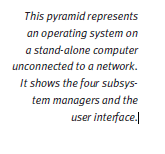 This pyramid represents
an operating system on
a stand-alone computer
unconnected to a network.
It shows the four subsys-
tem managers and the
user interface.